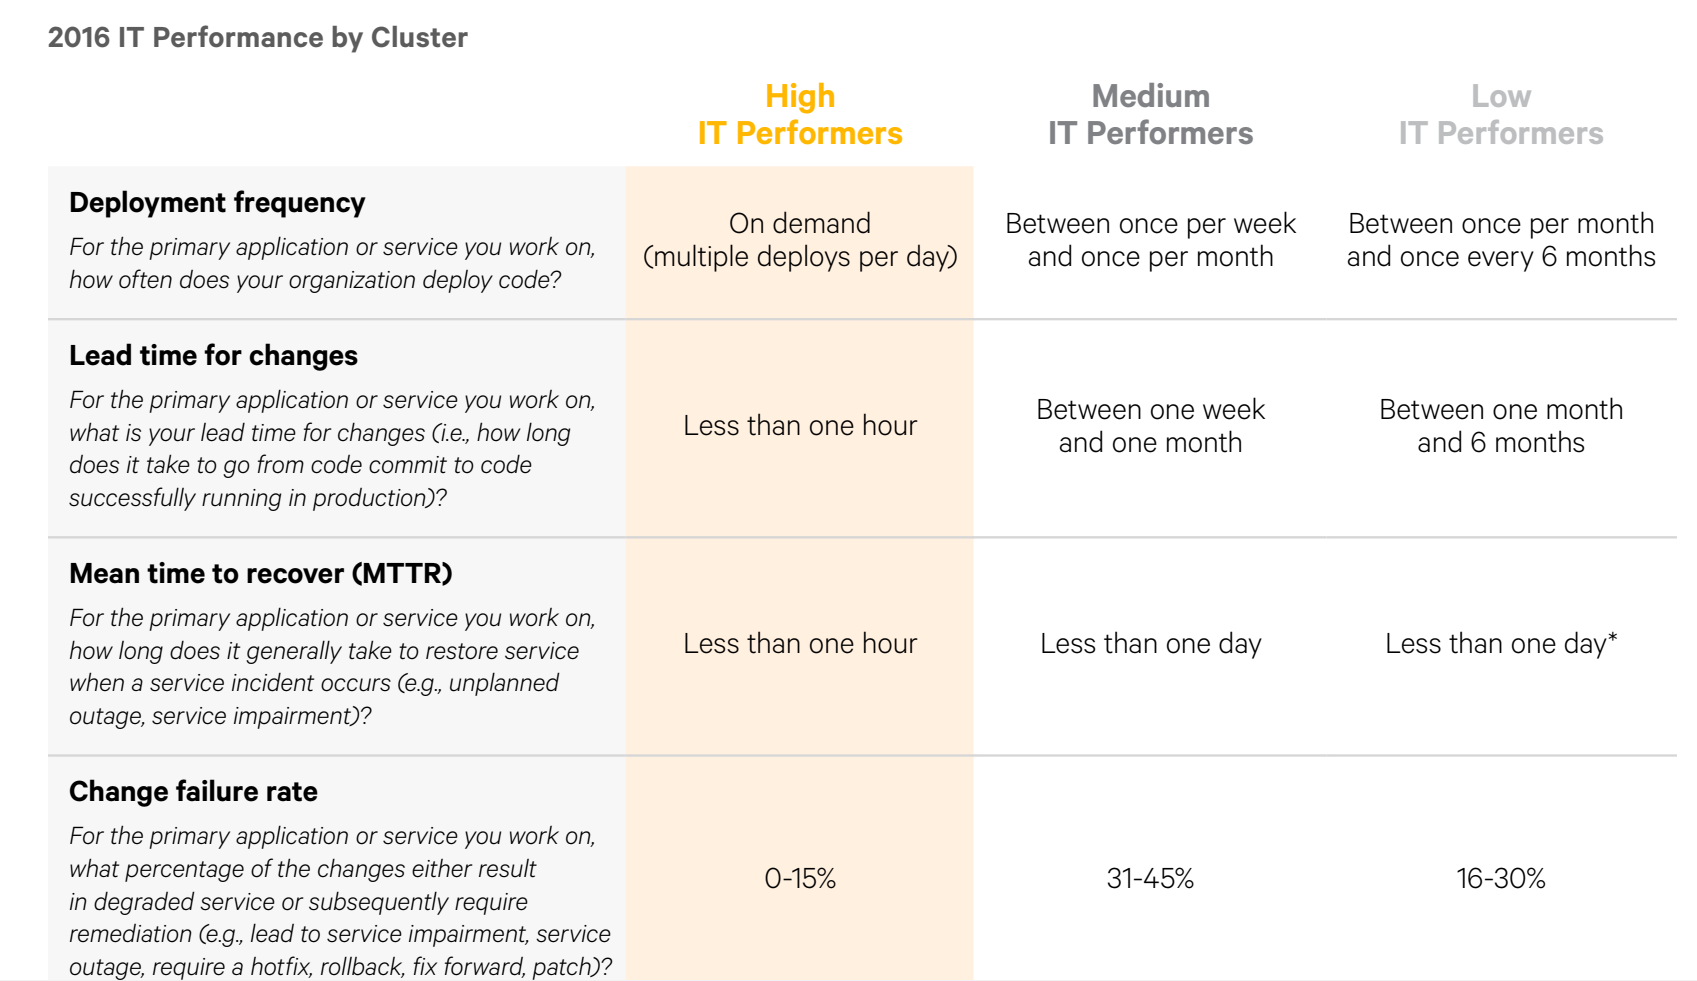 2016 IT Performance by Cluster
High
IT Performers
Medium
IT Performers
Low
IT Performers
Deployment frequency
For the primary application or service you work on,
how often does your organization deploy code?
On demand
(multiple deploys per day)
Between once per week
and once per month
Between once per month
and once every 6 months
Lead time for changes
For the primary application or service you work on,
what is your lead time for changes (i.e., how long
does it take to go from code commit to code
successfully running in production)?
Less than one hour
Between one week
and one month
Between one month
and 6 months
Mean time to recover (MTTR)
For the primary application or service you work on,
how long does it generally take to restore service
when a service incident occurs (e.g., unplanned
outage, service impairment)?
Less than one hour
Less than one day
Less than one day*
Change failure rate
For the primary application or service you work on,
what percentage of the changes either result
in degraded service or subsequently require
remediation (e.g., lead to service impairment, service
outage, require a hotfix, rollback, fix forward, patch)?
0-15%
31-45%
16-30%